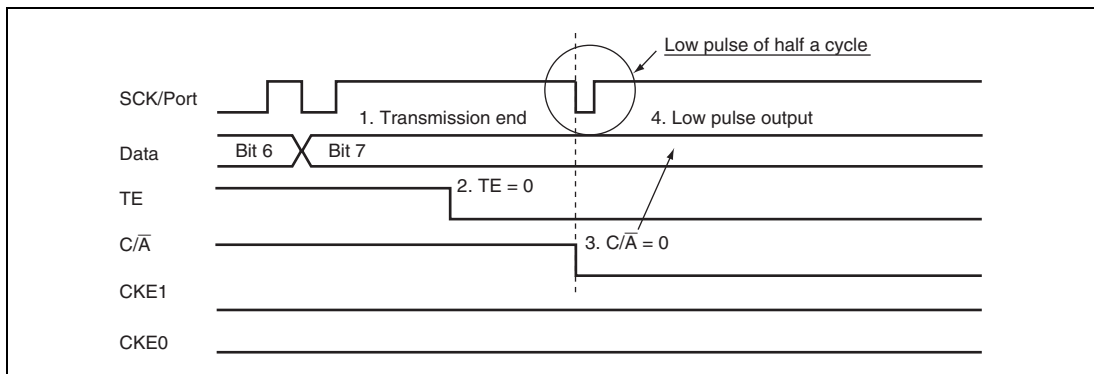 Low pulse of half a cycle
SCK/Port
1. Transmission end
4. Low pulse output
Data
Bit 6
Bit 7
TE
2. TE = 0
C/A̅
3. C/A̅ = 0
CKE1
CKE0